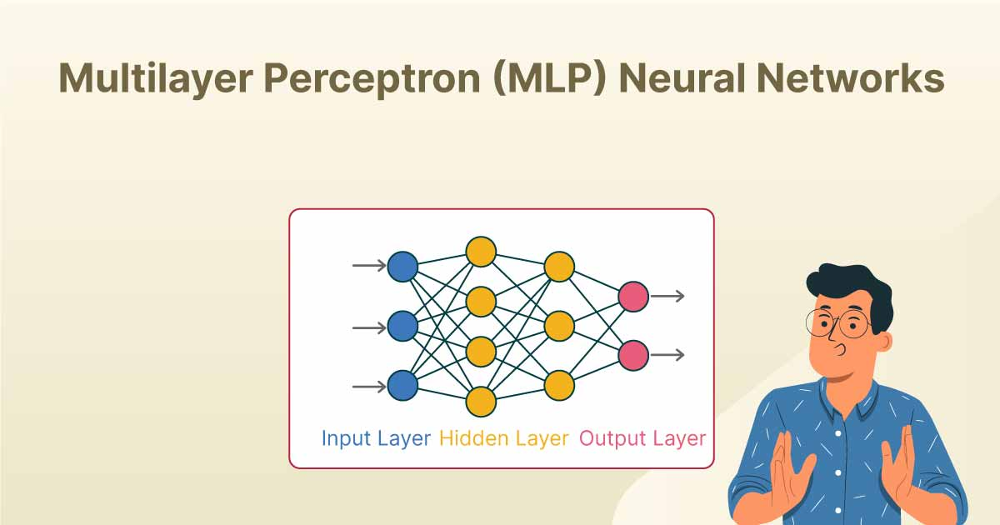 Multilayer Perceptron (MLP) Neural Networks
Input Layer Hidden Layer Output Layer